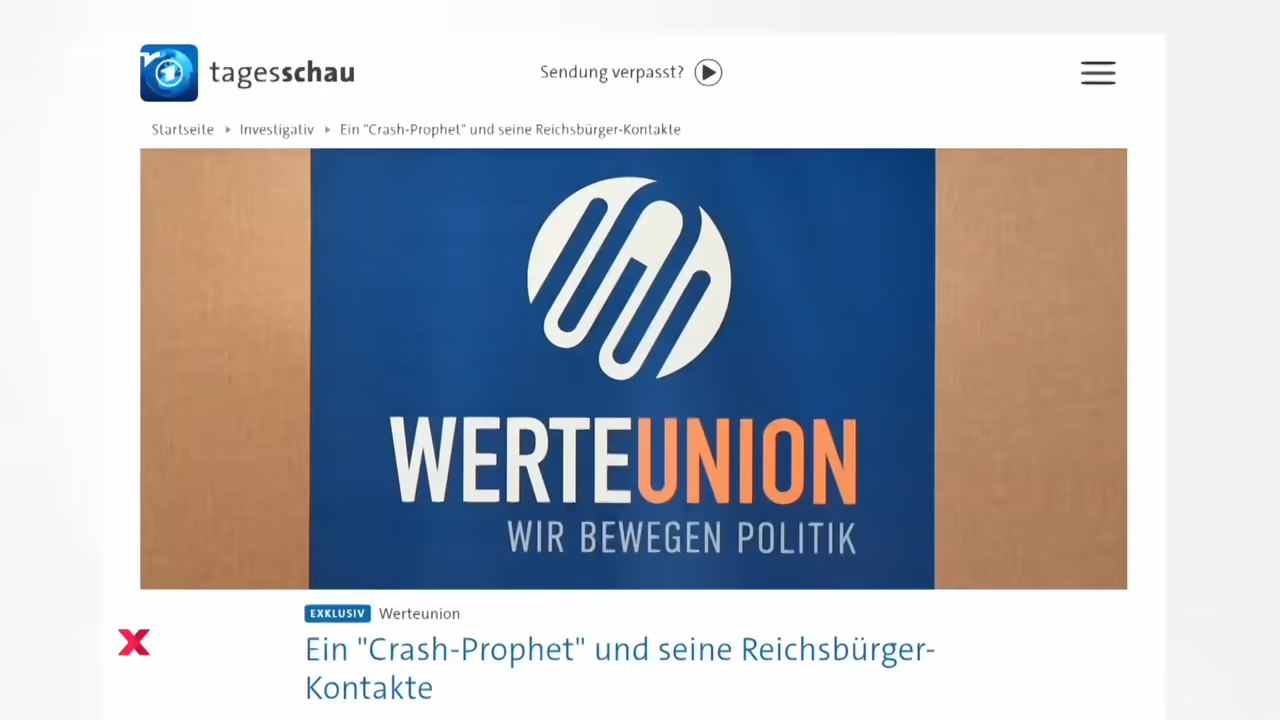 tagesschau
Sendung verpasst?
Startseite ▸ Investigativ ▸ Ein "Crash-Prophet" und seine Reichsbürger-Kontakte
WERTEUNION
WIR BEWEGEN POLITIK
EXKLUSIV Werteunion
Ein "Crash-Prophet" und seine Reichsbürger-
Kontakte